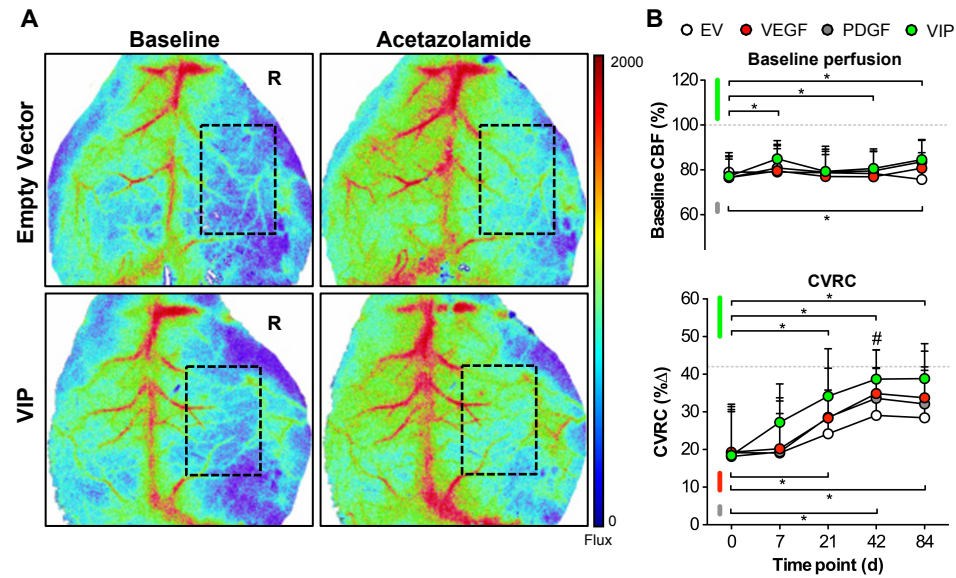 A
Baseline
Acetazolamide
Empty Vector
VIP
R
R
2000
0
Flux
B
EV VEGF PDGF VIP
Baseline perfusion
Baseline CBF (%)
120
100
80
60
*
*
*
*
CVRC
CVRC (%Δ)
60
50
40
30
20
10
0
*
*
*
#
*
*
*
0 7 21 42 84
Time point (d)